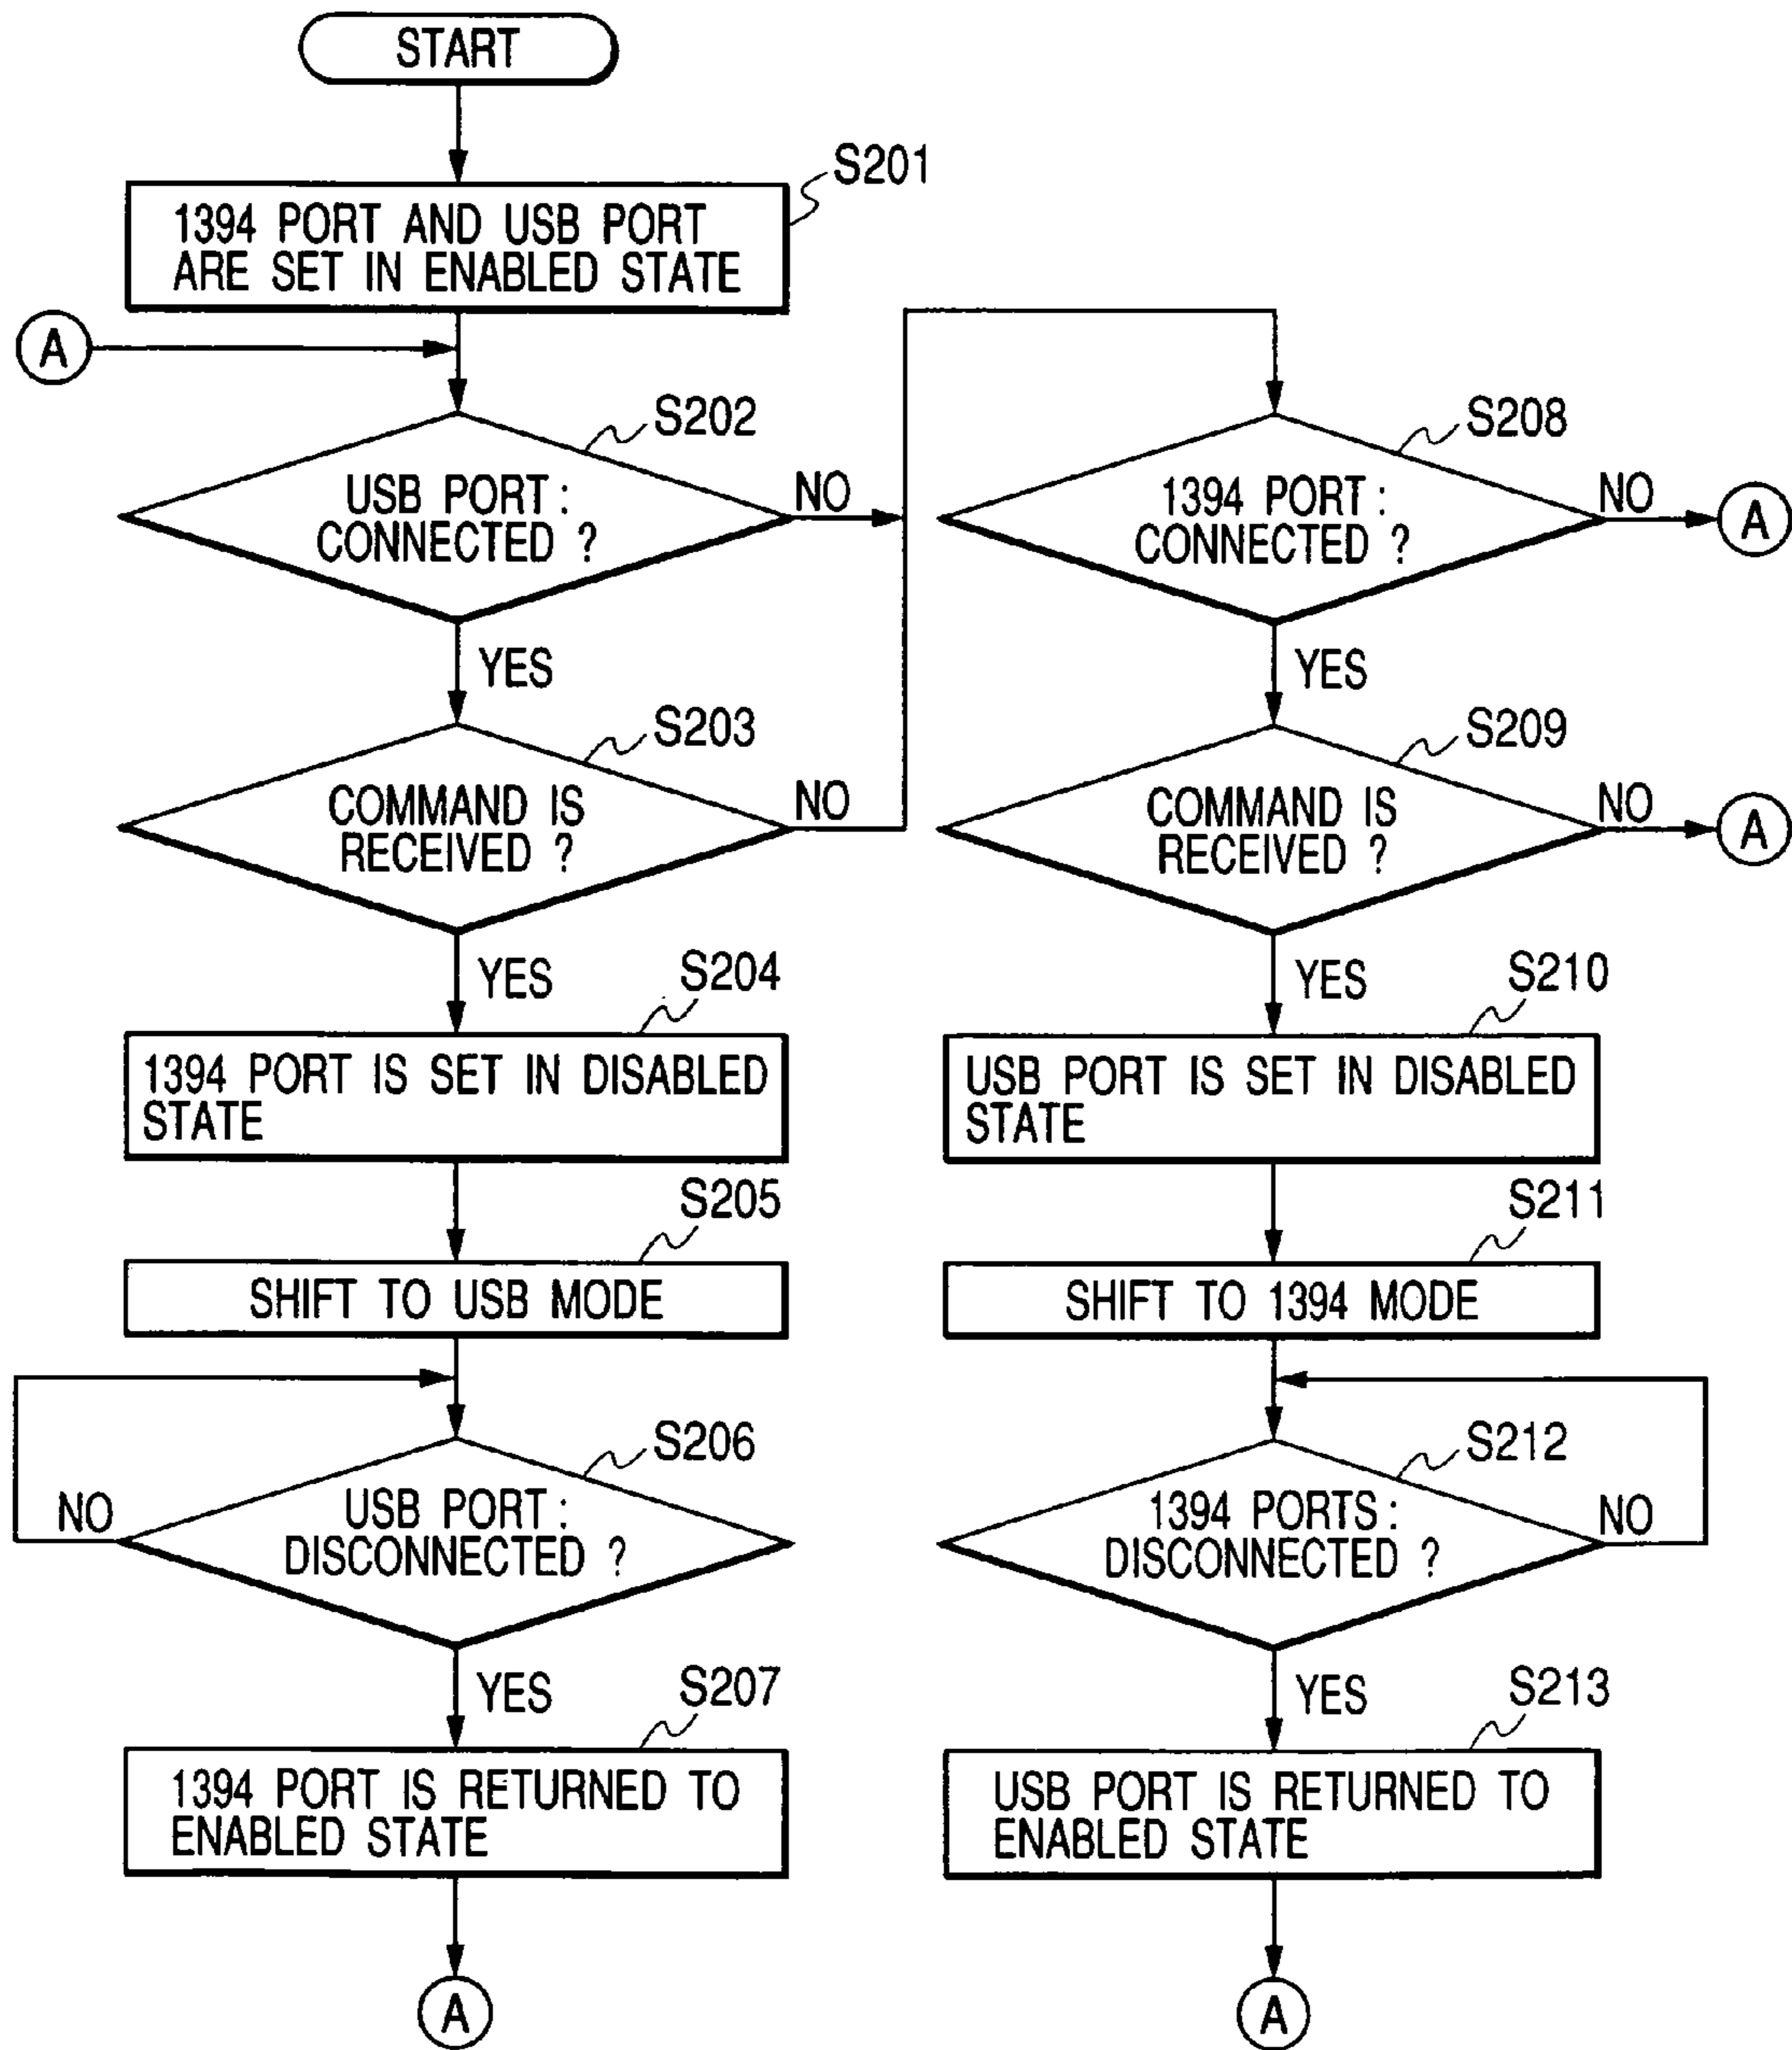 START
S201
1394 PORT AND USB PORT
ARE SET IN ENABLED STATE
A
S202
USB PORT :
CONNECTED ?
NO
YES
S203
COMMAND IS
RECEIVED ?
NO
YES
S204
1394 PORT IS SET IN DISABLED
STATE
S205
SHIFT TO USB MODE
S206
USB PORT :
DISCONNECTED ?
NO
YES
S207
1394 PORT IS RETURNED TO
ENABLED STATE
A
S208
1394 PORT :
CONNECTED ?
NO
A
YES
S209
COMMAND IS
RECEIVED ?
NO
A
YES
S210
USB PORT IS SET IN DISABLED
STATE
S211
SHIFT TO 1394 MODE
S212
1394 PORTS :
DISCONNECTED ?
NO
YES
S213
USB PORT IS RETURNED TO
ENABLED STATE
A